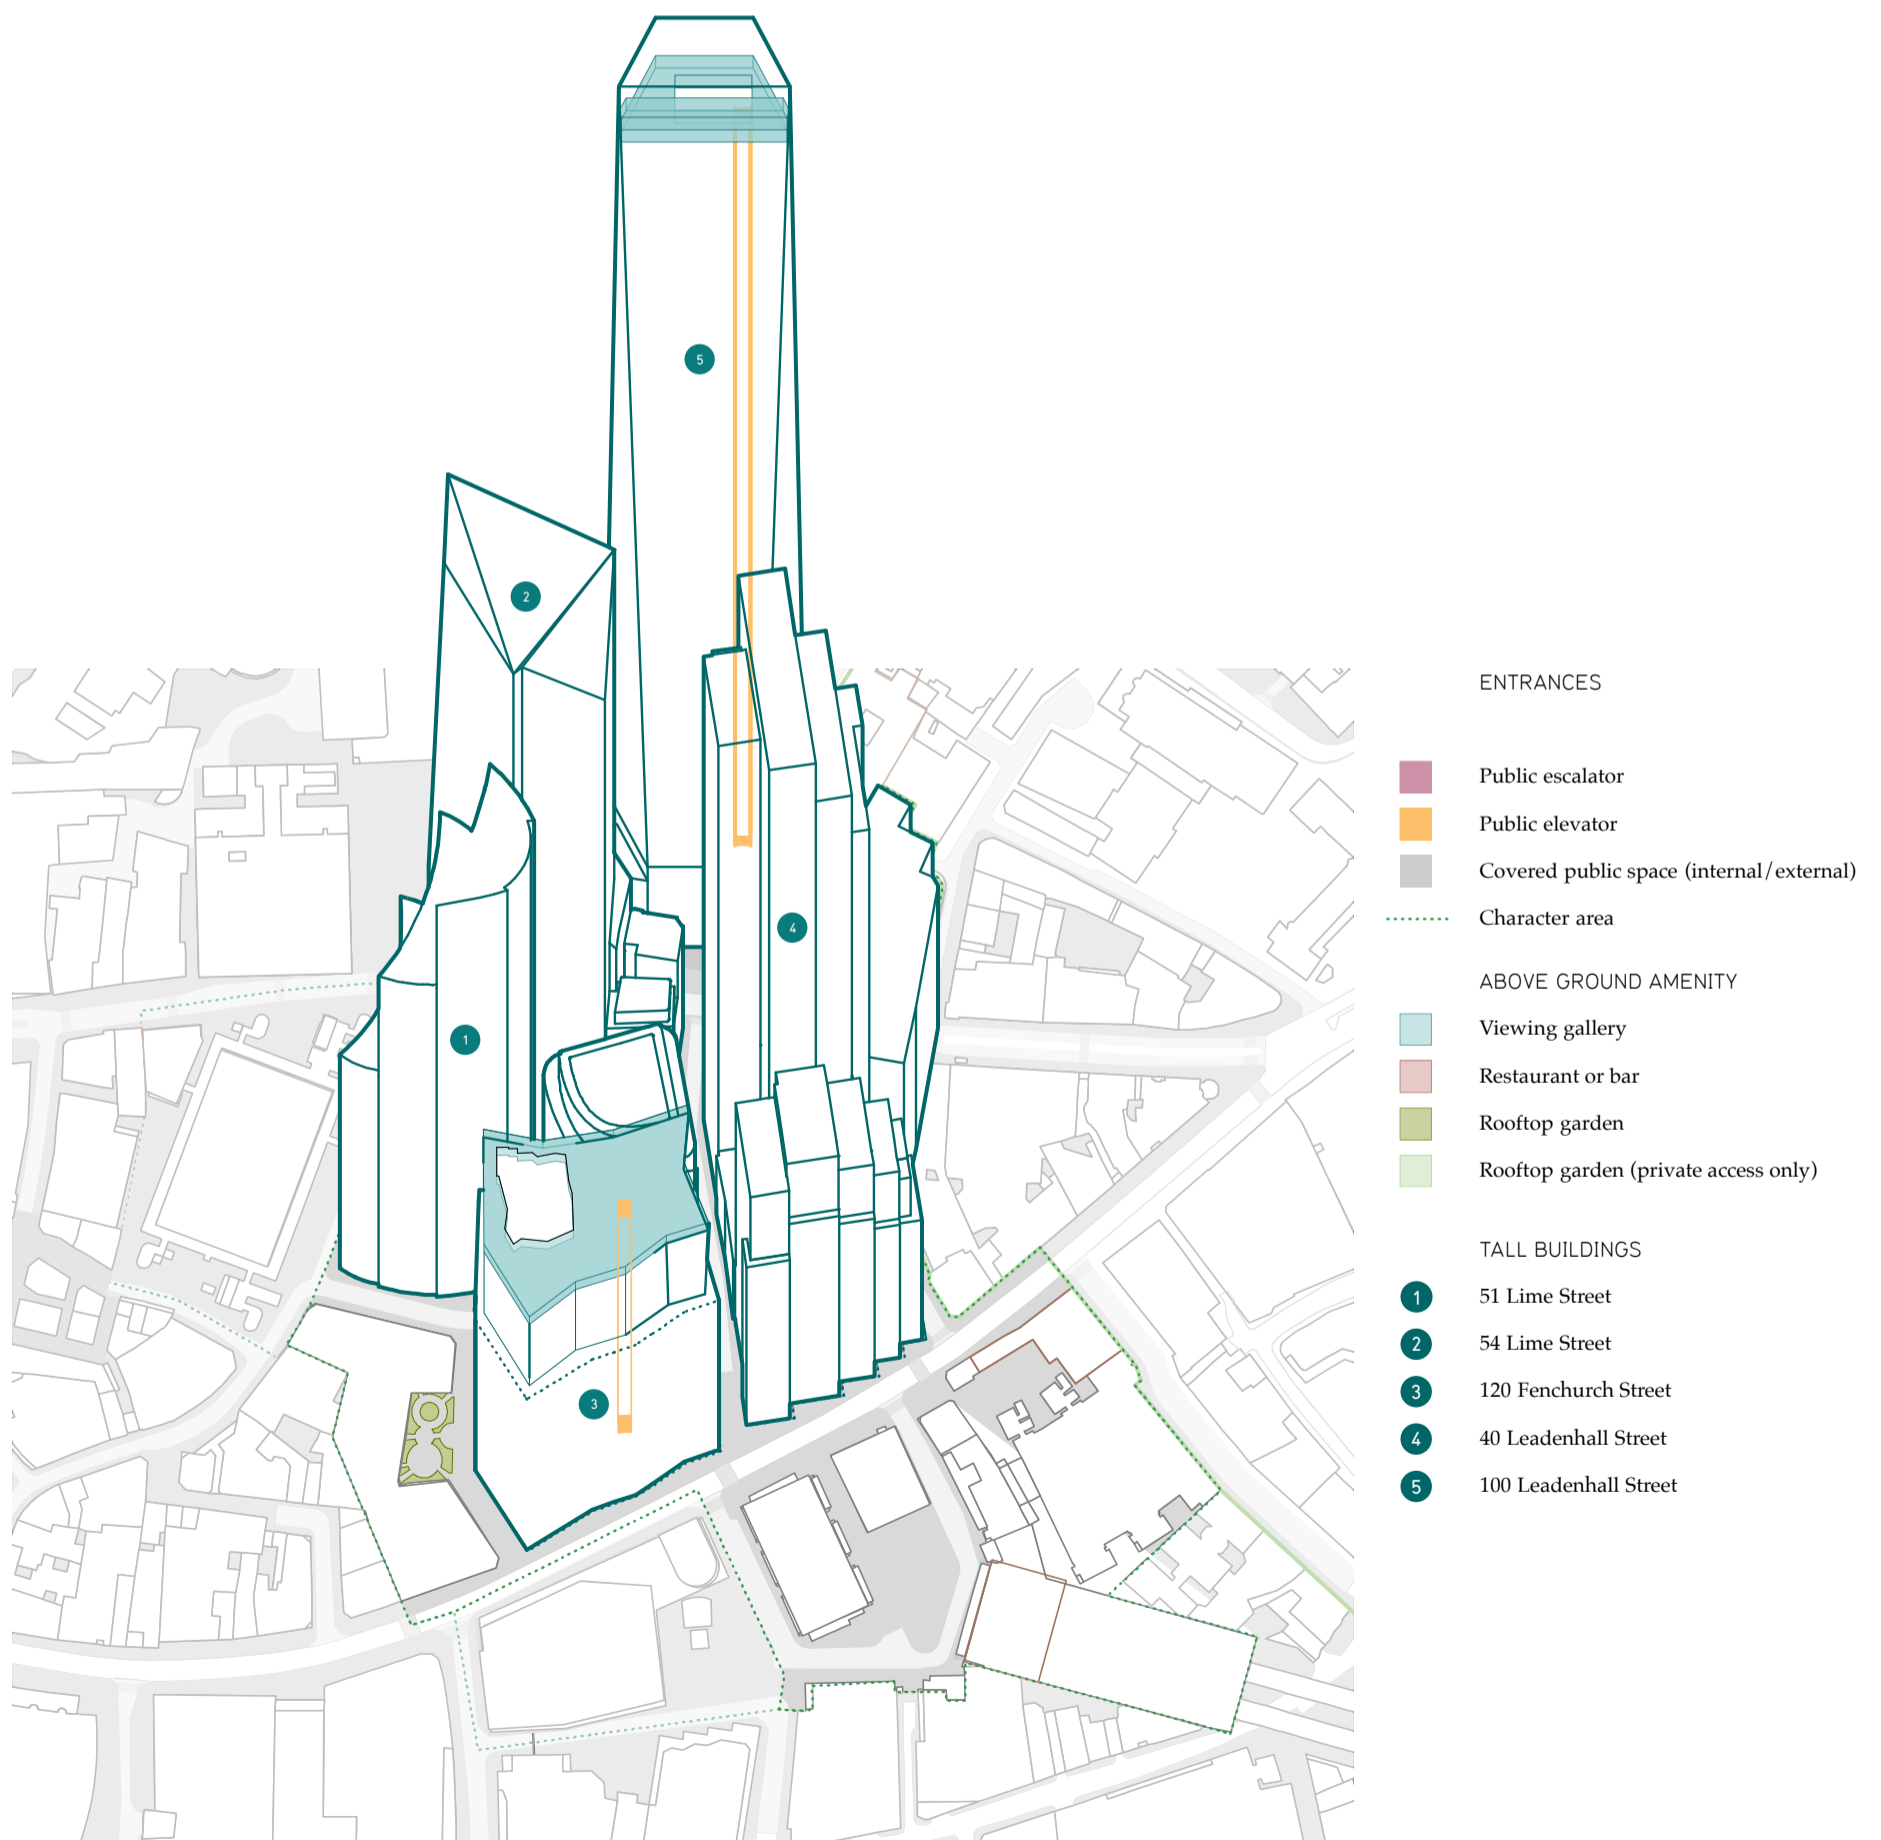 5
2
4
1
3
ENTRANCES
Public escalator
Public elevator
Covered public space (internal/external)
Character area
ABOVE GROUND AMENITY
Viewing gallery
Restaurant or bar
Rooftop garden
Rooftop garden (private access only)
TALL BUILDINGS
1 51 Lime Street
2 54 Lime Street
3 120 Fenchurch Street
4 40 Leadenhall Street
5 100 Leadenhall Street